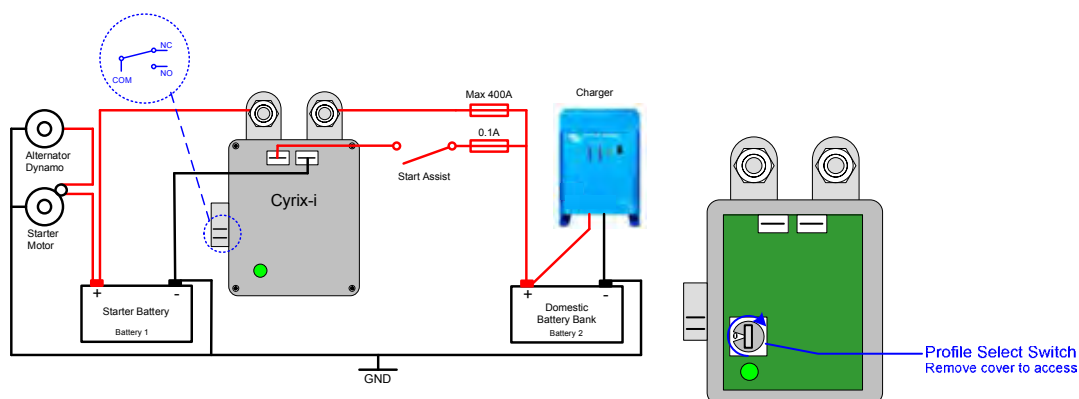 NC
COM
NO
Max 400A
Charger
0.1A
Alternator
Dynamo
Start Assist
Cyrix-i
Starter
Motor
+
-
Starter Battery
Battery 1
+
-
Domestic
Battery Bank
Battery 2
GND
Profile Select Switch
Remove cover to access